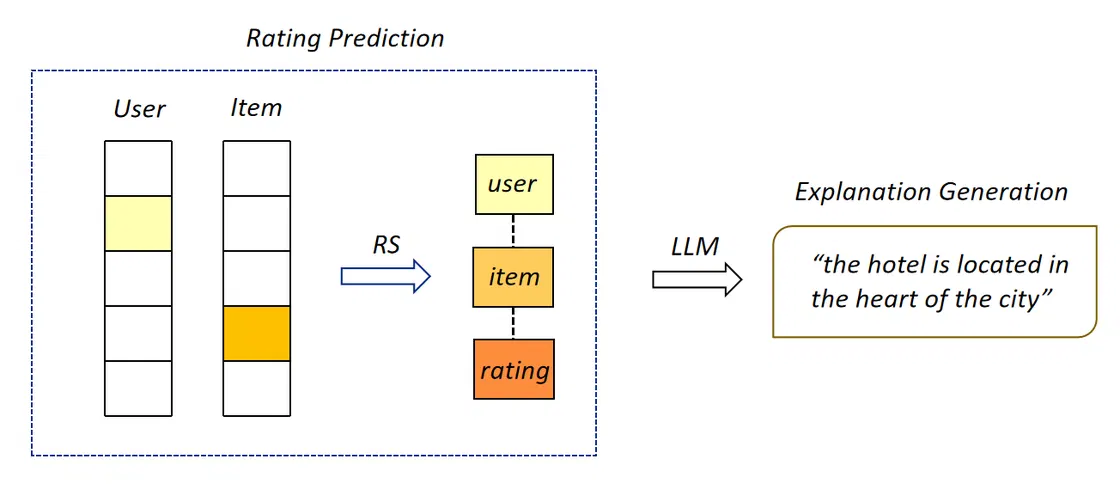 Rating Prediction
User
Item
RS
user
item
rating
LLM
Explanation Generation
“the hotel is located in
the heart of the city”